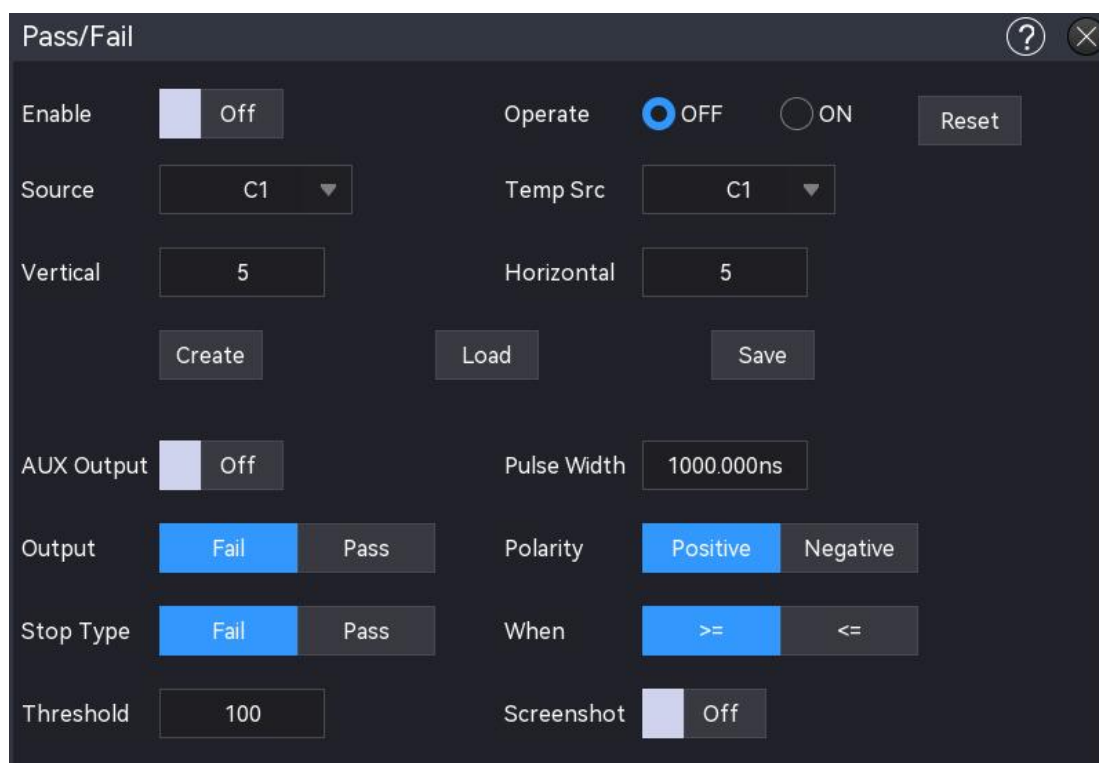 Pass/Fail ?
Enable Off Operate OFF ON Reset
Source C1 Temp Src C1
Vertical 5 Horizontal 5
Create Load Save
AUX Output Off Pulse Width 1000.000ns
Output Fail Pass Polarity Positive Negative
Stop Type Fail Pass When >= <=
Threshold 100 Screenshot Off